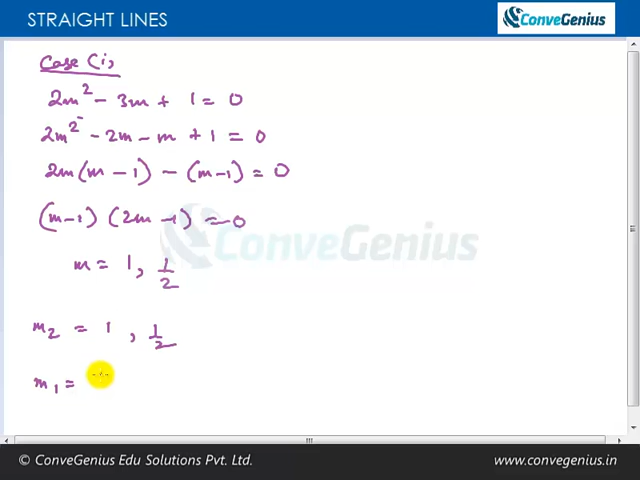 STRAIGHT LINES
ConveGenius
Case (i),
2m² - 3m + 1 = 0
2m² - 2m - m + 1 = 0
2m(m - 1) - (m-1) = 0
(m-1) (2m -1) = 0
ConveGenius
m = 1, 1/2
m₂ = 1, 1/2
m₁ =
© ConveGenius Edu Solutions Pvt. Ltd.
www.convegenius.in